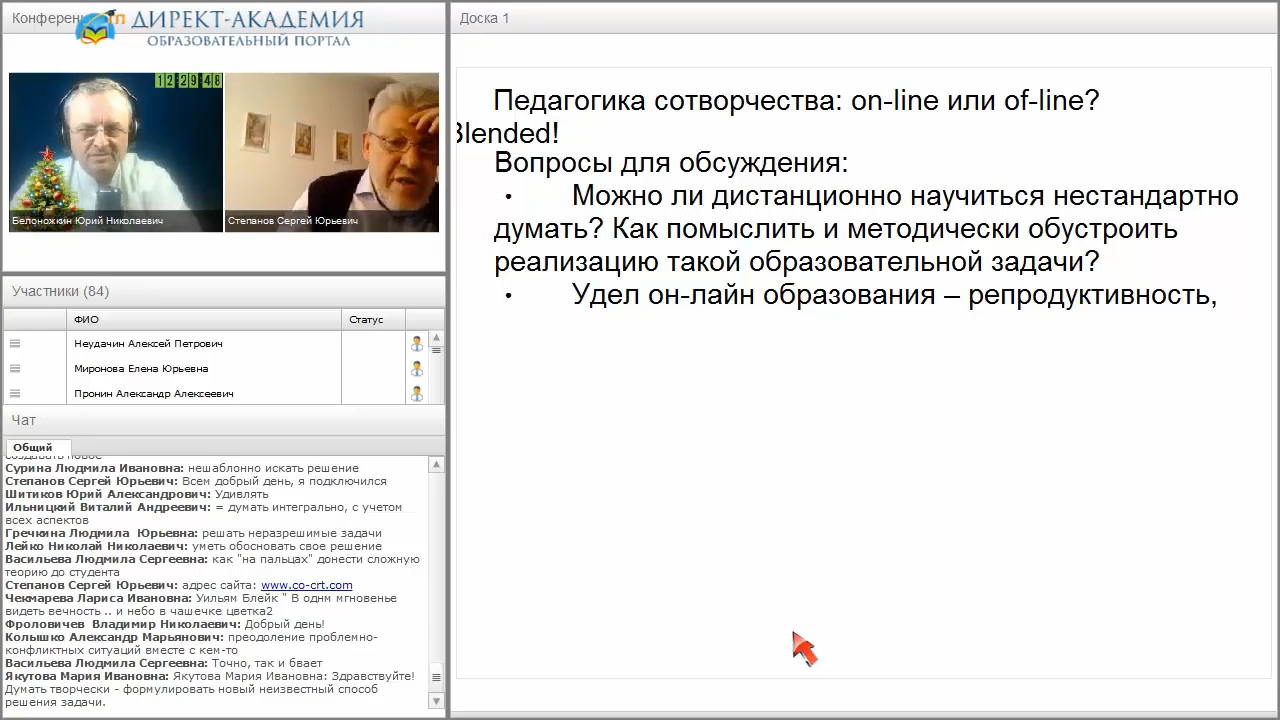 Конферен
ДИРЕКТ-АКАДЕМИЯ
ОБРАЗОВАТЕЛЬНЫЙ ПОРТАЛ
12:29:48
Белоножкин Юрий Николаевич
Степанов Сергей Юрьевич
Участники (84)
ФИО
Статус
Неудачин Алексей Петрович
Миронова Елена Юрьевна
Пронин Александр Алексеевич
Чат
Общий
Сурина Людмила Ивановна: нешаблонно искать решение
Степанов Сергей Юрьевич: Всем добрый день, я подключился
Шитиков Юрий Александрович: Удивлять
Ильницкий Виталий Андреевич: = думать интегрально, с учетом
всех аспектов
Гречкина Людмила  Юрьевна: решать неразрешимые задачи
Лейко Николай Николаевич: уметь обосновать свое решение
Васильева Людмила Сергеевна: как "на пальцах" донести сложную
теорию до студента
Степанов Сергей Юрьевич: адрес сайта: www.co-crt.com
Чекмарева Лариса Ивановна: Уильям Блейк " В однм мгновенье
видеть вечность .. и небо в чашечке цветка2
Фроловичев  Владимир Николаевич: Добрый день!
Колышко Александр Марьянович: преодоление проблемно-
конфликтных ситуаций вместе с кем-то
Васильева Людмила Сергеевна: Точно, так и бвает
Якутова Мария Ивановна: Якутова Мария Ивановна: Здравствуйте!
Думать творчески - формулировать новый неизвестный способ
решения задачи.
Доска 1
Педагогика сотворчества: on-line или of-line?
Blended!
Вопросы для обсуждения:
• Можно ли дистанционно научиться нестандартно
думать? Как помыслить и методически обустроить
реализацию такой образовательной задачи?
• Удел он-лайн образования – репродуктивность,